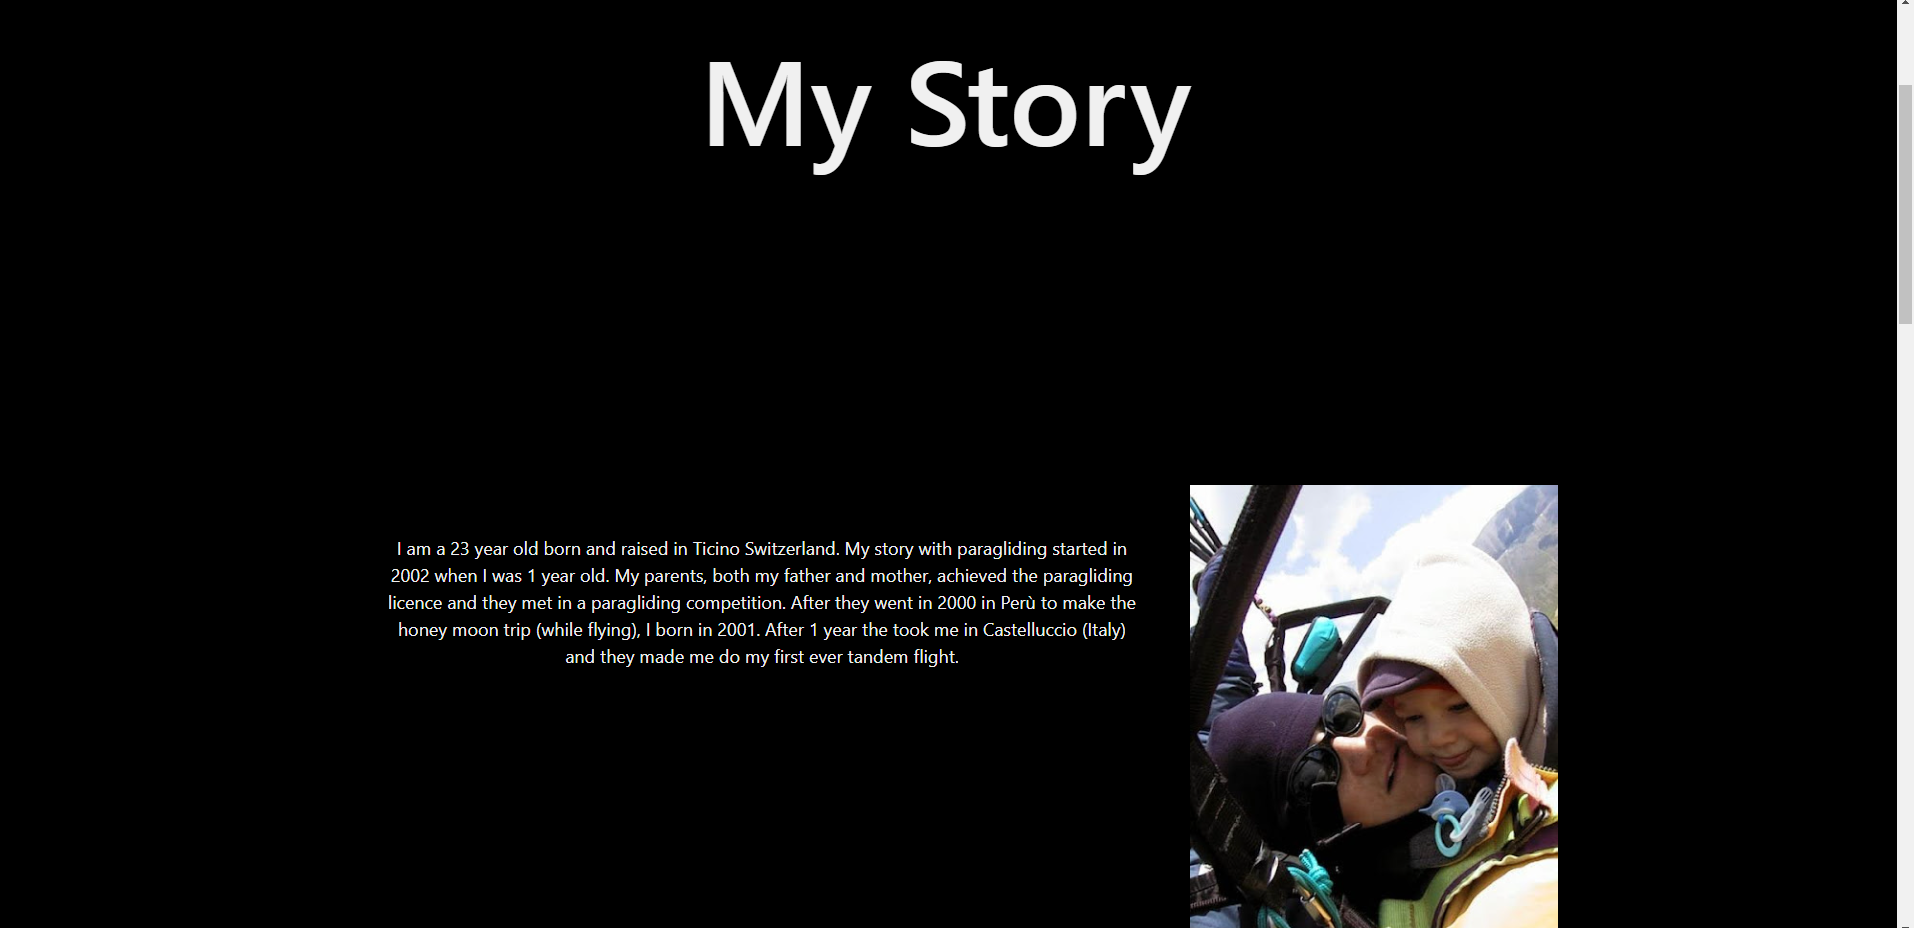 My Story
I am a 23 year old born and raised in Ticino Switzerland. My story with paragliding started in
2002 when I was 1 year old. My parents, both my father and mother, achieved the paragliding
licence and they met in a paragliding competition. After they went in 2000 in Perù to make the
honey moon trip (while flying), I born in 2001. After 1 year the took me in Castelluccio (Italy)
and they made me do my first ever tandem flight.